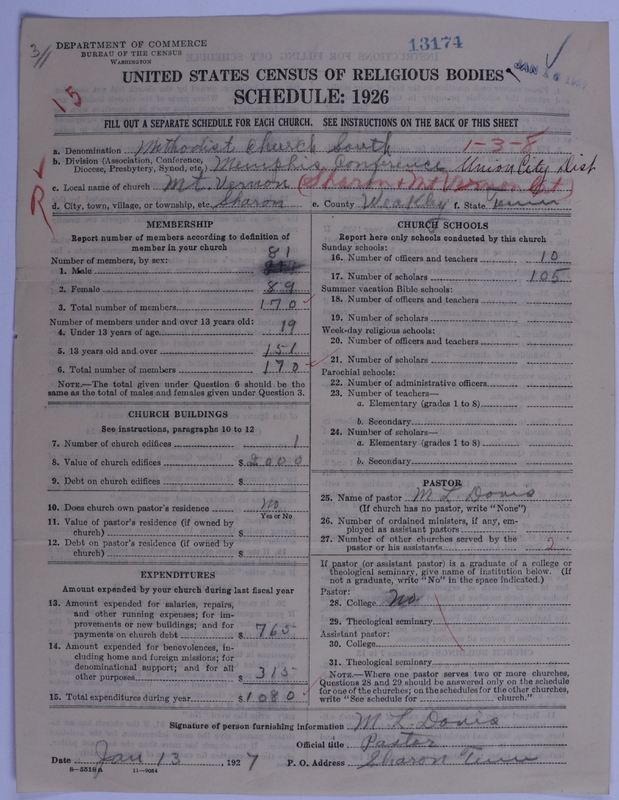 3/1
DEPARTMENT OF COMMERCE
BUREAU OF THE CENSUS
WASHINGTON
13174
JAN
UNITED STATES CENSUS OF RELIGIOUS BODIES
SCHEDULE: 1926
15
FILL OUT A SEPARATE SCHEDULE FOR EACH CHURCH. SEE INSTRUCTIONS ON THE BACK OF THIS SHEET
a. Denomination Methodist Church South 1-3-8
b. Division (Association, Conference, Diocese, Presbytery, Synod, etc.) Memphis Conference Union City Dist
R
c. Local name of church Mt. Vernon (Sharon & Mt Vernon Ct)
d. City, town, village, or township, etc. Sharon e. County Weakley f. State Tenn
MEMBERSHIP
Report number of members according to definition of
member in your church
Number of members, by sex: 81
1. Male
2. Female 89
3. Total number of members 170
Number of members under and over 13 years old:
4. Under 13 years of age 19
5. 13 years old and over 151
6. Total number of members 170
NOTE.—The total given under Question 6 should be the
same as the total of males and females given under Question 3.
CHURCH BUILDINGS
See instructions, paragraphs 10 to 12
7. Number of church edifices 1
8. Value of church edifices $2000
9. Debt on church edifices $
10. Does church own pastor's residence No
Yes or No
11. Value of pastor's residence (if owned by
church) $
12. Debt on pastor's residence (if owned by
church) $
EXPENDITURES
Amount expended by your church during last fiscal year
13. Amount expended for salaries, repairs,
and other running expenses; for im-
provements or new buildings; and for
payments on church debt $765
14. Amount expended for benevolences, in-
cluding home and foreign missions; for
denominational support; and for all
other purposes $315
15. Total expenditures during year $1080
CHURCH SCHOOLS
Report here only schools conducted by this church
Sunday schools:
16. Number of officers and teachers 10
17. Number of scholars 105
Summer vacation Bible schools:
18. Number of officers and teachers
19. Number of scholars
Week-day religious schools:
20. Number of officers and teachers
21. Number of scholars
Parochial schools:
22. Number of administrative officers
23. Number of teachers—
a. Elementary (grades 1 to 8)
b. Secondary
24. Number of scholars—
a. Elementary (grades 1 to 8)
b. Secondary
PASTOR
25. Name of pastor M L Davis
(If church has no pastor, write "None")
26. Number of ordained ministers, if any, em-
ployed as assistant pastors
27. Number of other churches served by the
pastor or his assistants 2
If pastor (or assistant pastor) is a graduate of a college or
theological seminary, give name of institution below. (If
not a graduate, write "No" in the space indicated.)
Pastor:
28. College No
29. Theological seminary
Assistant pastor:
30. College
31. Theological seminary
NOTE.—Where one pastor serves two or more churches,
Questions 28 and 29 should be answered only on the schedule
for one of the churches; on the schedules for the other churches,
write "See schedule for church."
Signature of person furnishing information M L Davis
Official title Pastor
Date Jan 13, 1927 P. O. Address Sharon Tenn
8-5518a 11-9084